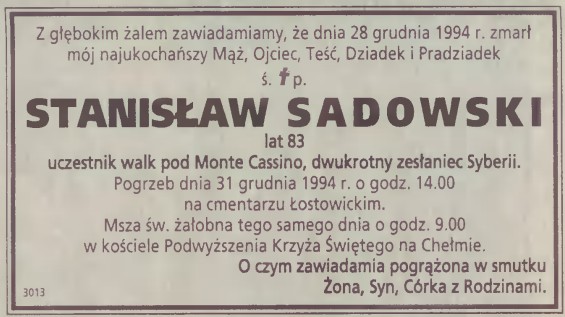 Z głębokim żalem zawiadamiamy, że dnia 28 grudnia 1994 r. zmarł
mój najukochańszy Mąż, Ojciec, Teść, Dziadek i Pradziadek
ś. † p.
STANISŁAW SADOWSKI
lat 83
uczestnik walk pod Monte Cassino, dwukrotny zesłaniec Syberii.
Pogrzeb dnia 31 grudnia 1994 r. o godz. 14.00
na cmentarzu Łostowickim.
Msza św. żałobna tego samego dnia o godz. 9.00
w kościele Podwyższenia Krzyża Świętego na Chełmie.
O czym zawiadamia pogrążona w smutku
Żona, Syn, Córka z Rodzinami.
3013